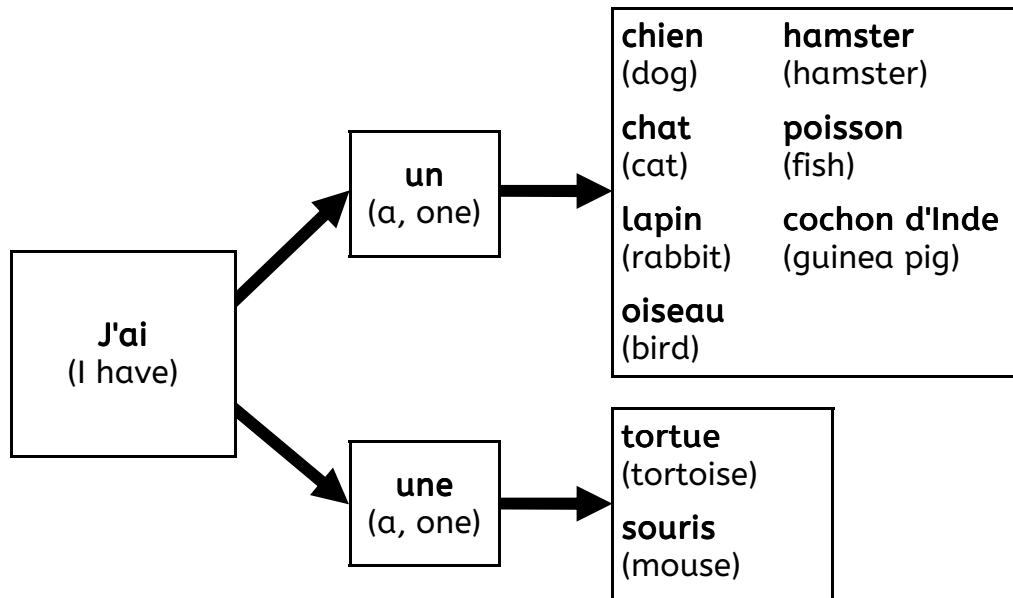 J'ai
(I have)
un
(a, one)
chien
(dog)
chat
(cat)
lapin
(rabbit)
oiseau
(bird)
hamster
(hamster)
poisson
(fish)
cochon d'Inde
(guinea pig)
une
(a, one)
tortue
(tortoise)
souris
(mouse)